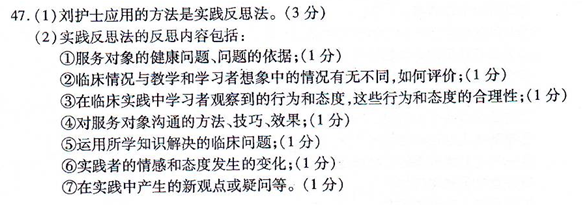 47.(1)刘护士应用的方法是实践反思法。(3 分)
(2)实践反思法的反思内容包括:
①服务对象的健康问题、问题的依据;(1 分)
②临床情况与教学和学习者想象中的情况有无不同,如何评价;(1 分)
③在临床实践中学习者观察到的行为和态度,这些行为和态度的合理性;(1 分)
④对服务对象沟通的方法、技巧、效果;(1 分)
⑤运用所学知识解决的临床问题;(1 分)
⑥实践者的情感和态度发生的变化;(1 分)
⑦在实践中产生的新观点或疑问等。(1 分)